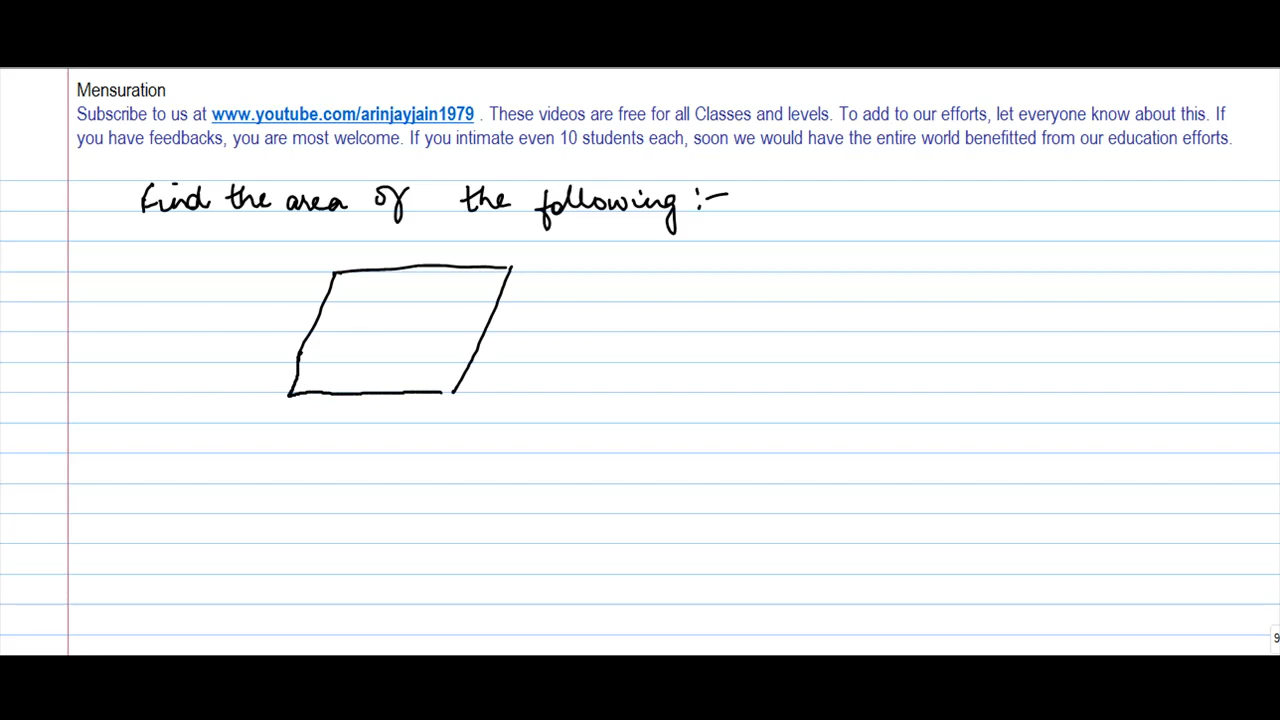 Mensuration
Subscribe to us at www.youtube.com/arinjayjain1979 . These videos are free for all Classes and levels. To add to our efforts, let everyone know about this. If
you have feedbacks, you are most welcome. If you intimate even 10 students each, soon we would have the entire world benefitted from our education efforts.
Find the area of the following :-
9